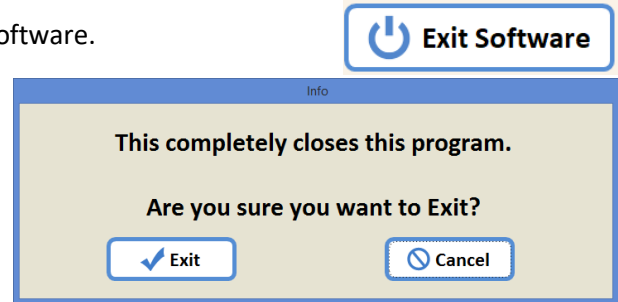 oftware.
Exit Software
Info
This completely closes this program.
Are you sure you want to Exit?
Exit
Cancel